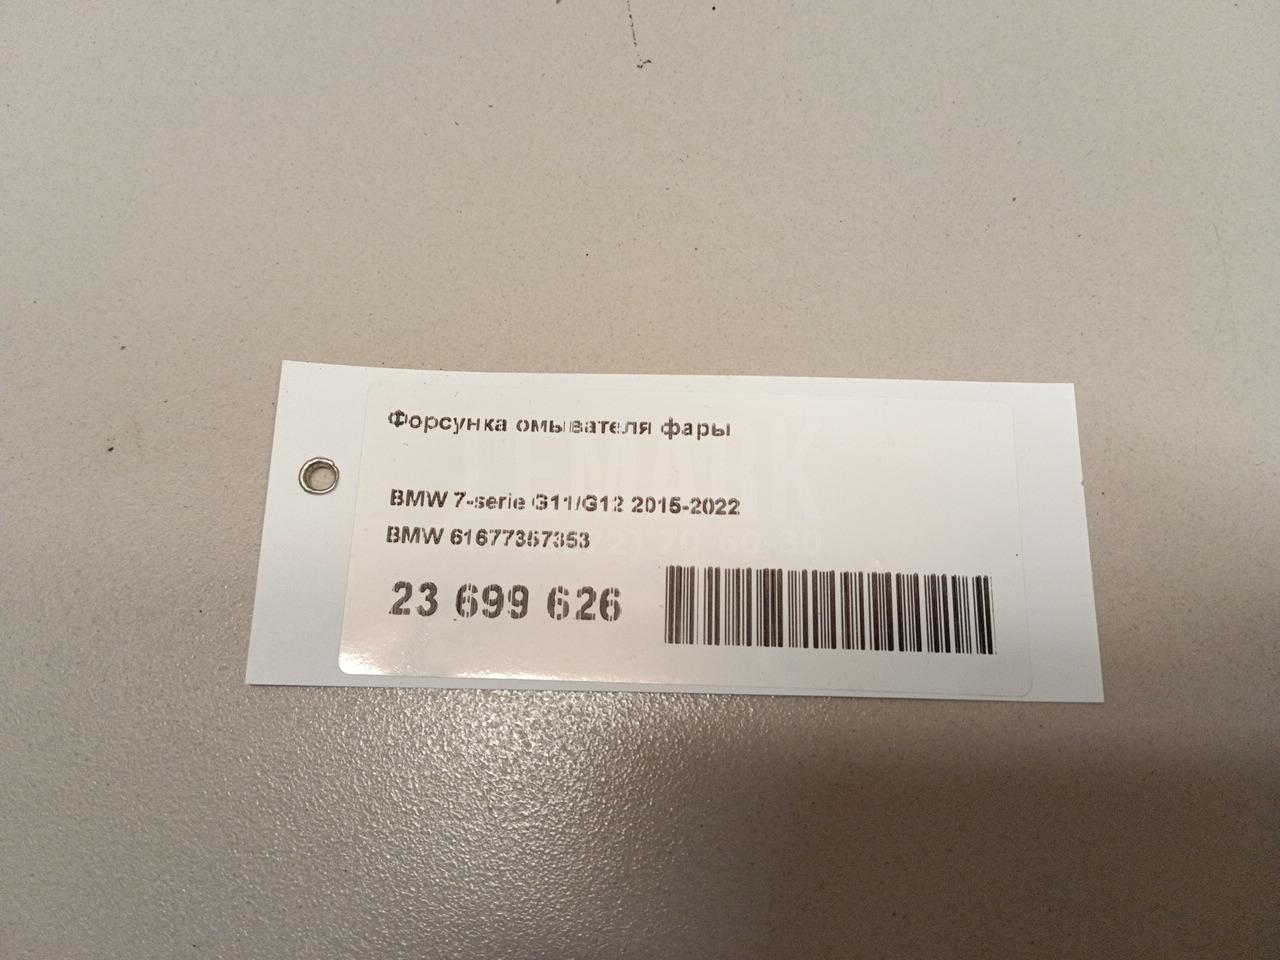 Форсунка омывателя фары
BMW 7-serie G11/G12 2015-2022
BMW 61677357353
23 699 626